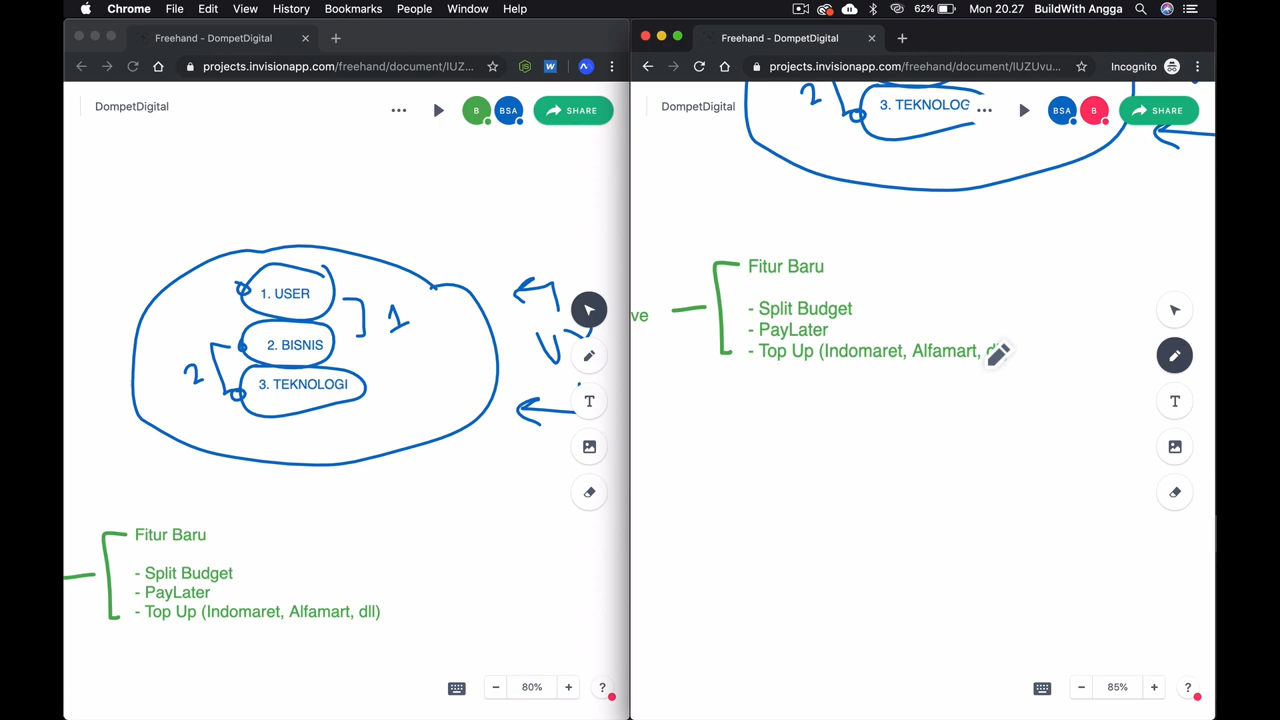 Chrome File Edit View History Bookmarks People Window Help 62% Mon 20.27 BuildWith Angga
Freehand - DompetDigital
projects.invisionapp.com/freehand/document/IUZ...
DompetDigital
B
BSA
SHARE
1. USER
1
2. BISNIS
2
3. TEKNOLOGI
T
Fitur Baru
- Split Budget
- PayLater
- Top Up (Indomaret, Alfamart, dll)
80%
?
Freehand - DompetDigital
projects.invisionapp.com/freehand/document/IUZUvu...
Incognito
DompetDigital
2
3. TEKNOLOG
BSA
B
SHARE
ve
Fitur Baru
- Split Budget
- PayLater
- Top Up (Indomaret, Alfamart, d
T
85%
?